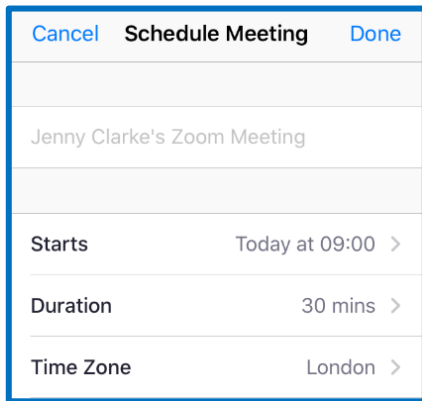 Cancel Schedule Meeting Done
Jenny Clarke's Zoom Meeting
Starts Today at 09:00 >
Duration 30 mins >
Time Zone London >